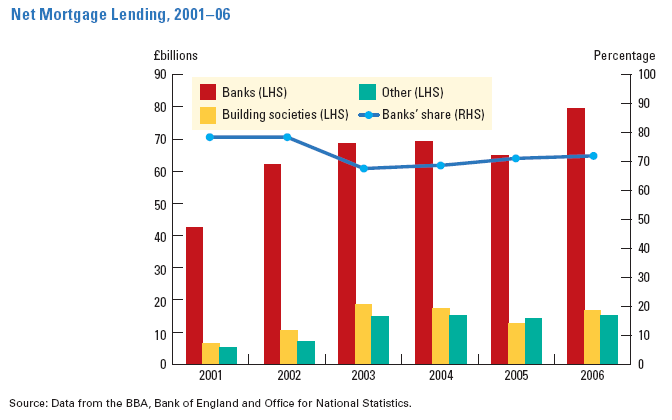 Net Mortgage Lending, 2001–06
£billions Percentage
90 100
80 90
70 80
60 70
50 60
40 50
30 40
20 30
10 20
0 10
0
Banks (LHS) Other (LHS)
Building societies (LHS) Banks' share (RHS)
2001 2002 2003 2004 2005 2006
Source: Data from the BBA, Bank of England and Office for National Statistics.